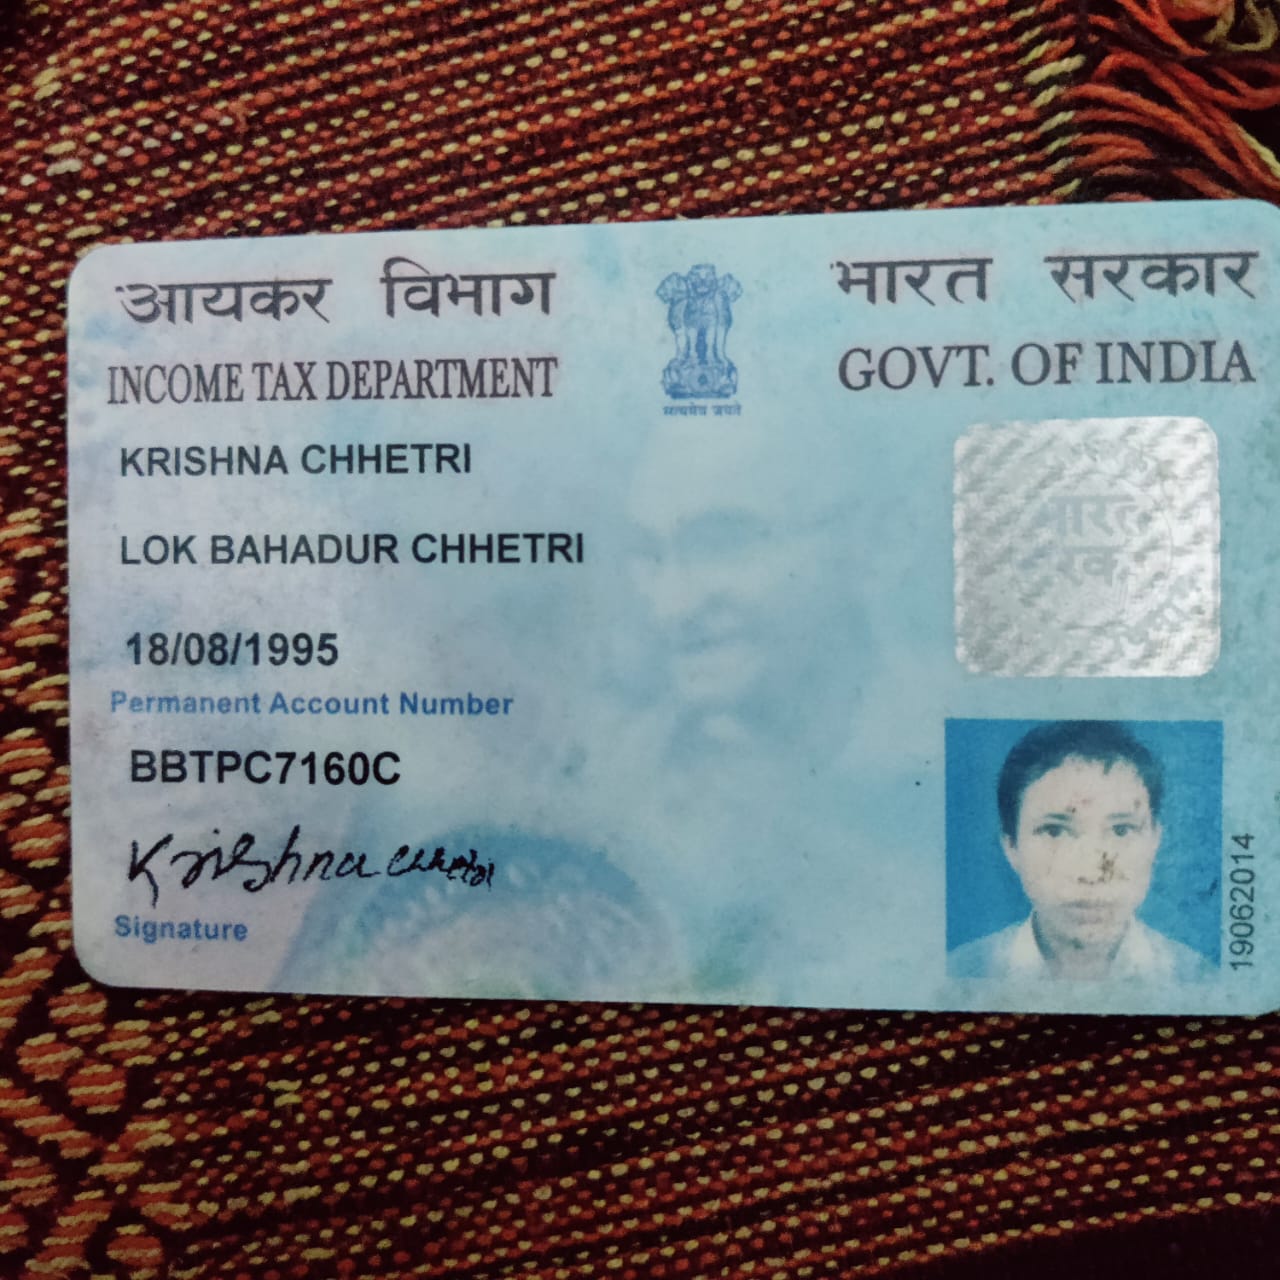 आयकर विभाग
भारत सरकार
INCOME TAX DEPARTMENT
GOVT. OF INDIA
सत्यमेव जयते
KRISHNA CHHETRI
LOK BAHADUR CHHETRI
18/08/1995
Permanent Account Number
BBTPC7160C
Krishna Chhetri
Signature
भारत
19062014